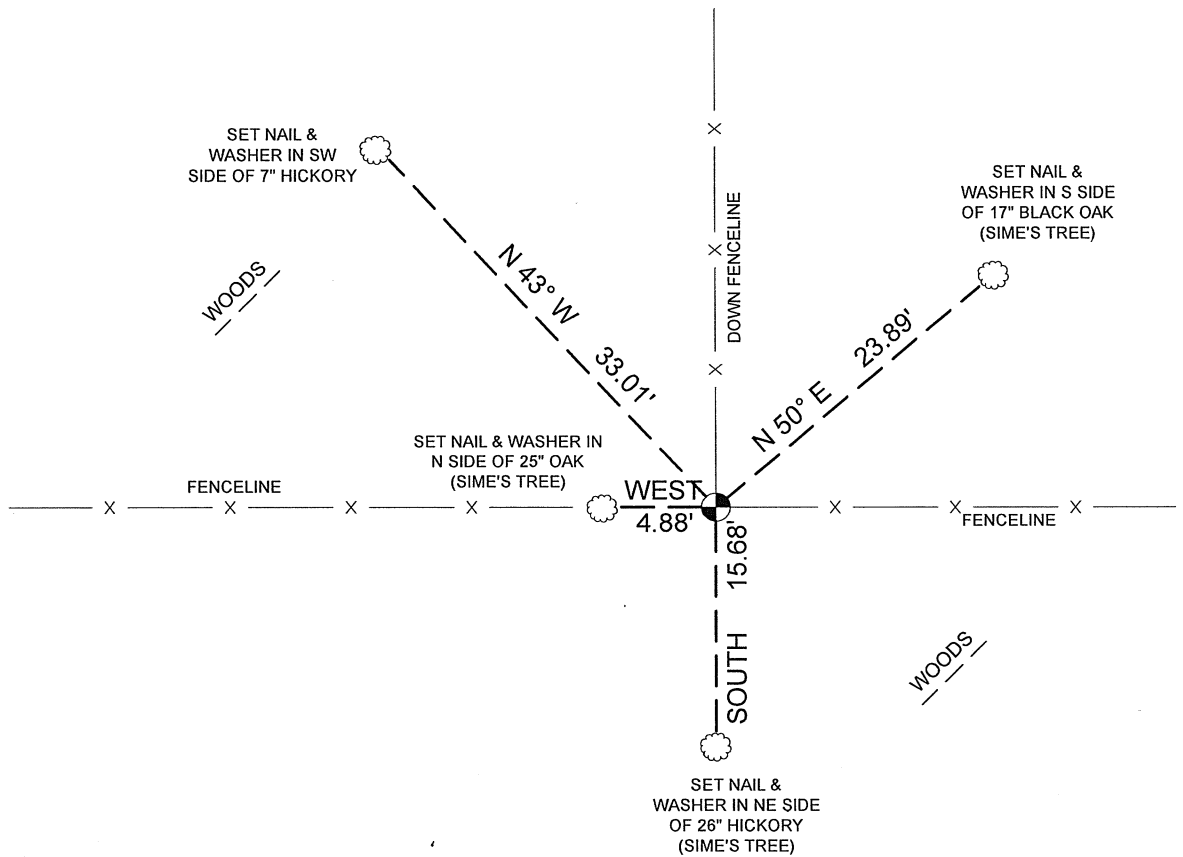 SET NAIL &
WASHER IN SW
SIDE OF 7" HICKORY
SET NAIL &
WASHER IN S SIDE
OF 17" BLACK OAK
(SIME'S TREE)
WOODS
N 43° W 33.01'
DOWN FENCELINE
N 50° E 23.89'
SET NAIL & WASHER IN
N SIDE OF 25" OAK
(SIME'S TREE)
FENCELINE
WEST
4.88'
FENCELINE
SOUTH 15.68'
WOODS
SET NAIL &
WASHER IN NE SIDE
OF 26" HICKORY
(SIME'S TREE)